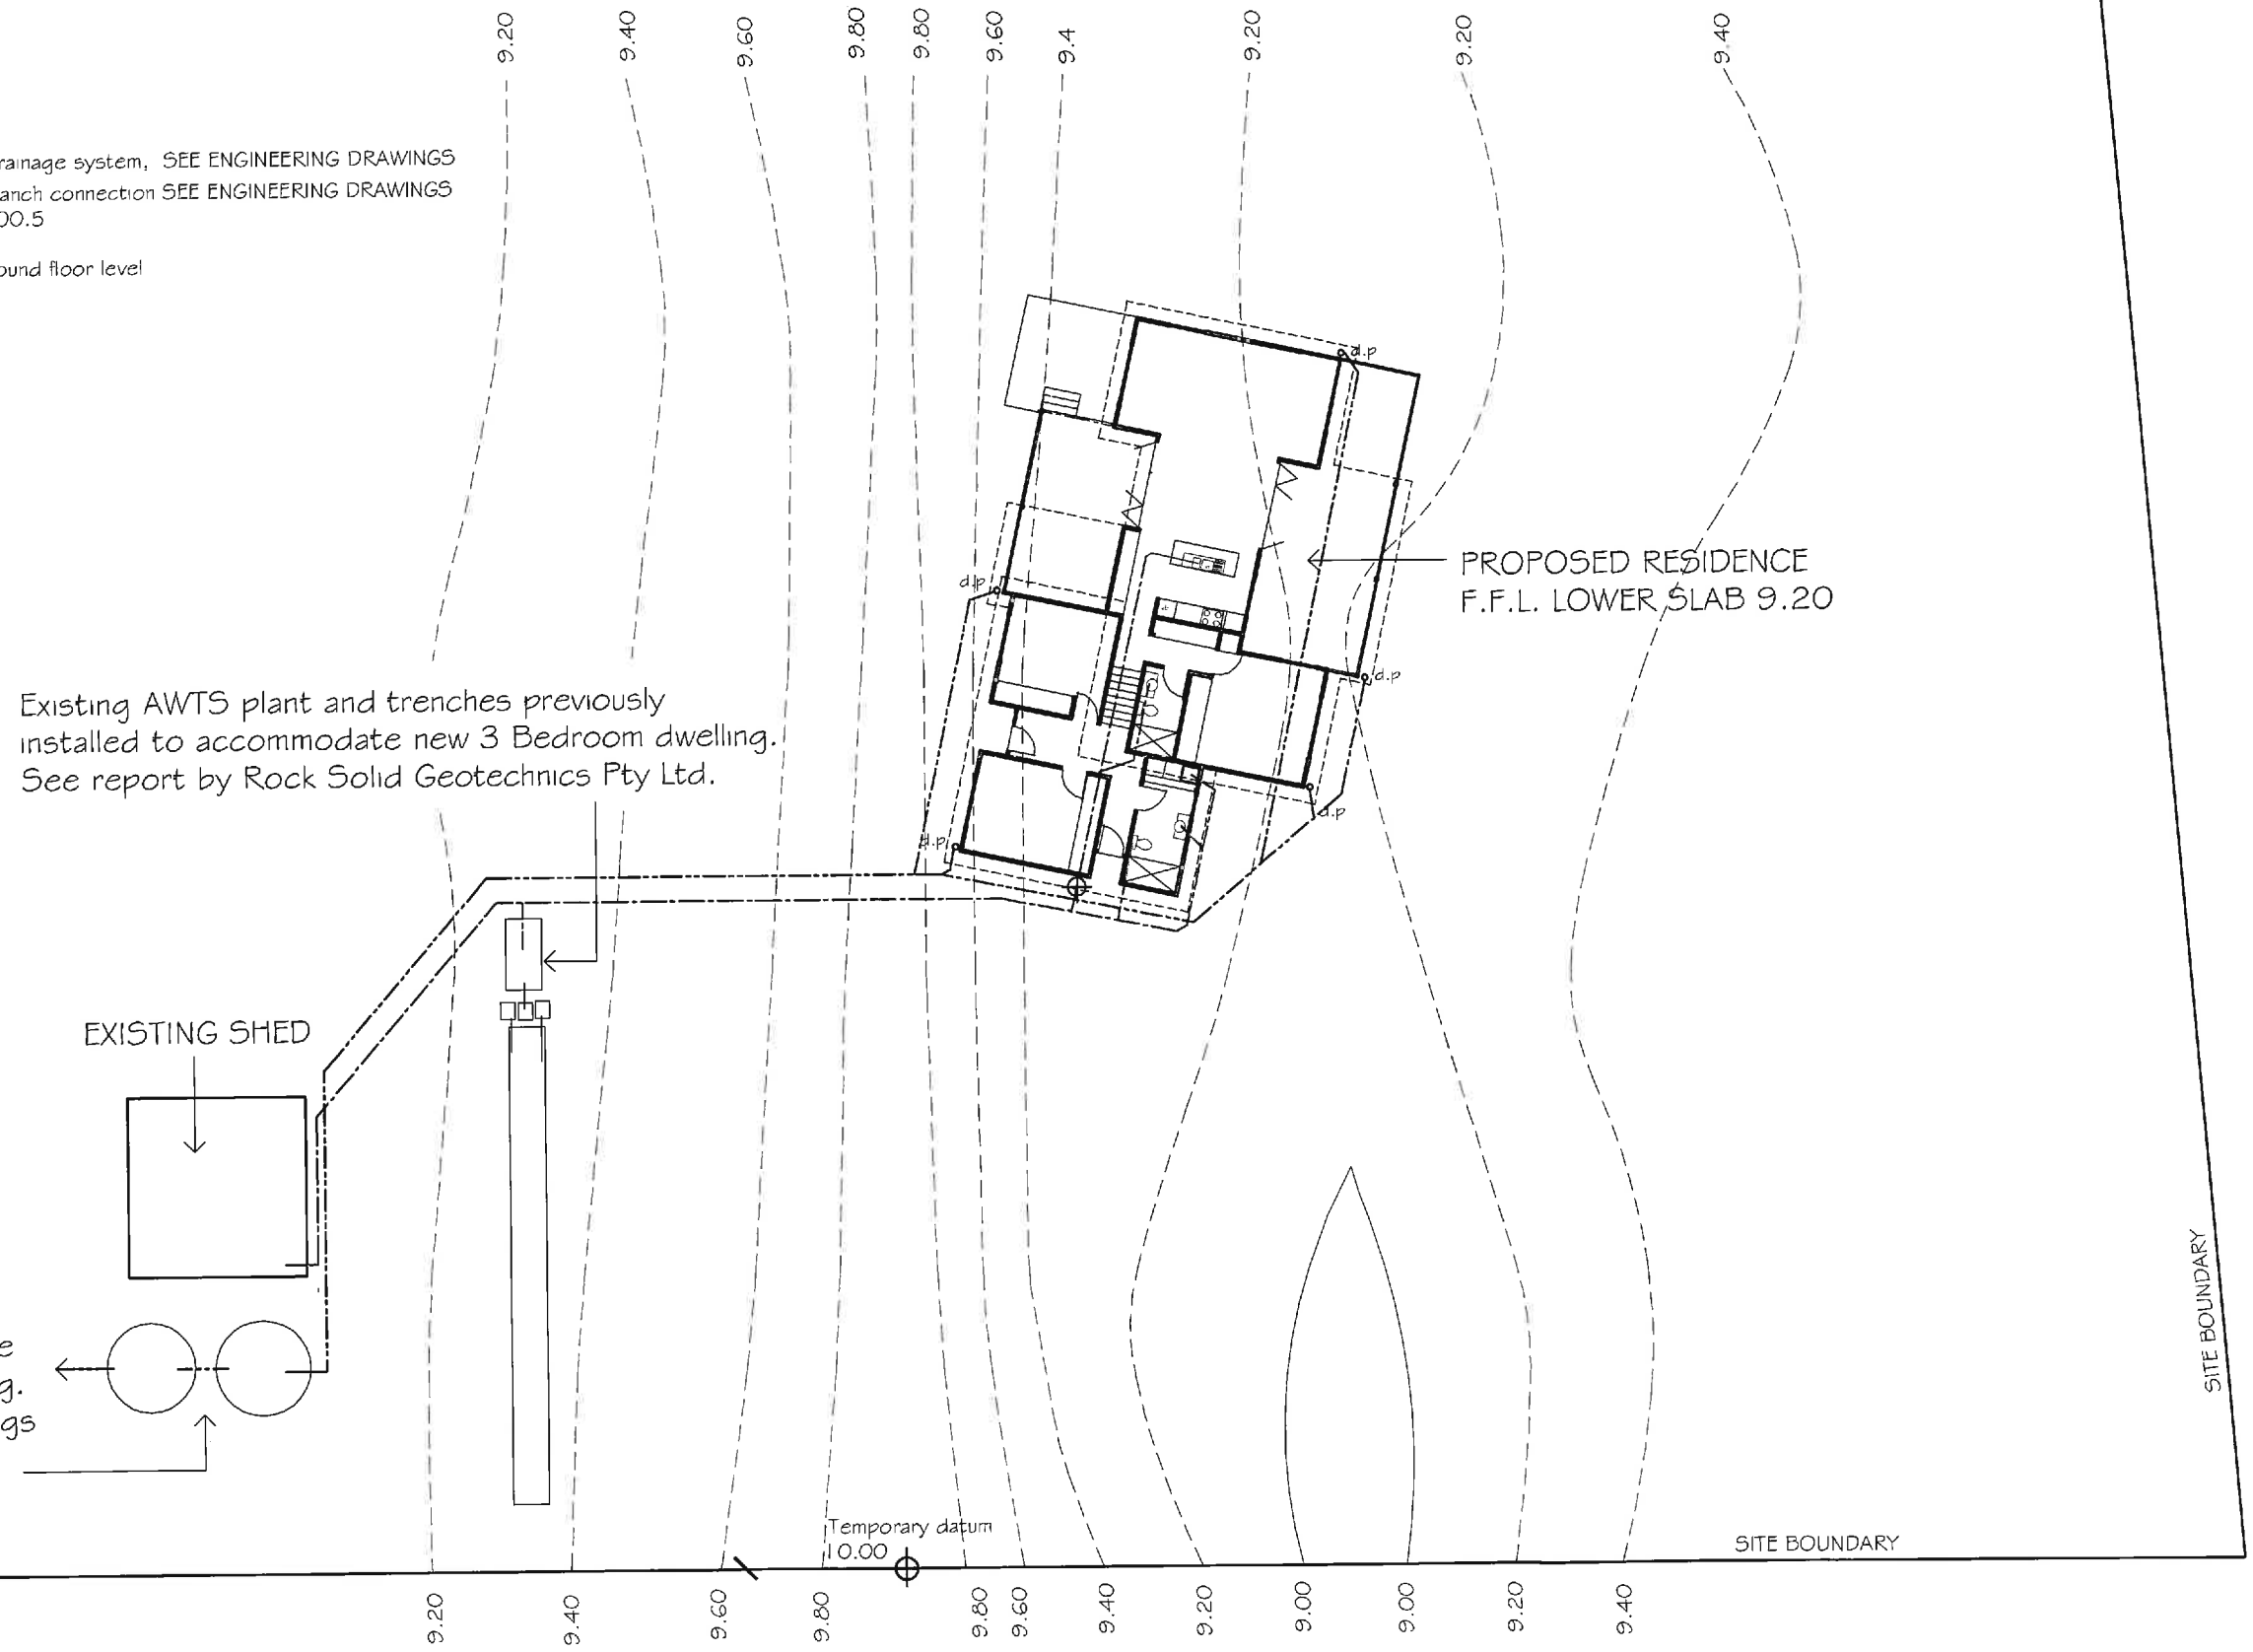 9.20
9.40
9.60
9.80
9.80
9.60
9.4
9.20
9.20
9.40
rainage system, SEE ENGINEERING DRAWINGS
anch connection SEE ENGINEERING DRAWINGS
00.5
ound floor level
d.p
d.p
PROPOSED RESIDENCE
F.F.L. LOWER SLAB 9.20
d.p
Existing AWTS plant and trenches previously
installed to accommodate new 3 Bedroom dwelling.
See report by Rock Solid Geotechnics Pty Ltd.
d.p
d.p
EXISTING SHED
SITE BOUNDARY
e
g.
gs
Temporary datum
10.00
SITE BOUNDARY
9.20
9.40
9.60
9.80
9.80
9.60
9.40
9.20
9.00
9.00
9.20
9.40